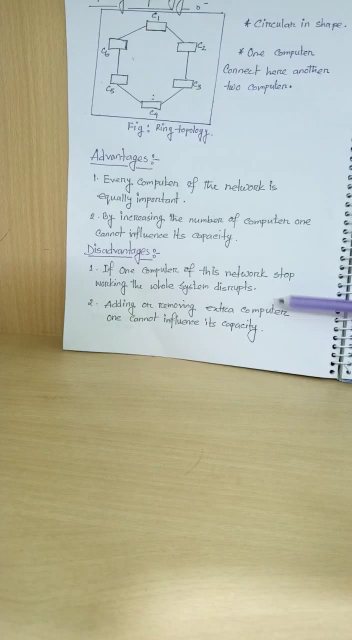 C1
C6
C2
C5
C3
C4
* Circular in shape.
* One Computer
Connect here another
two computer.
Fig: Ring topology.
Advantages:-
1. Every computer of the network is
equally important.
2. By increasing the number of computer one
cannot influence its capacity.
Disadvantages:-
1. If one computer of this network stop
working the whole system disrupts.
2. Adding or removing extra computer
one cannot influence its capacity.